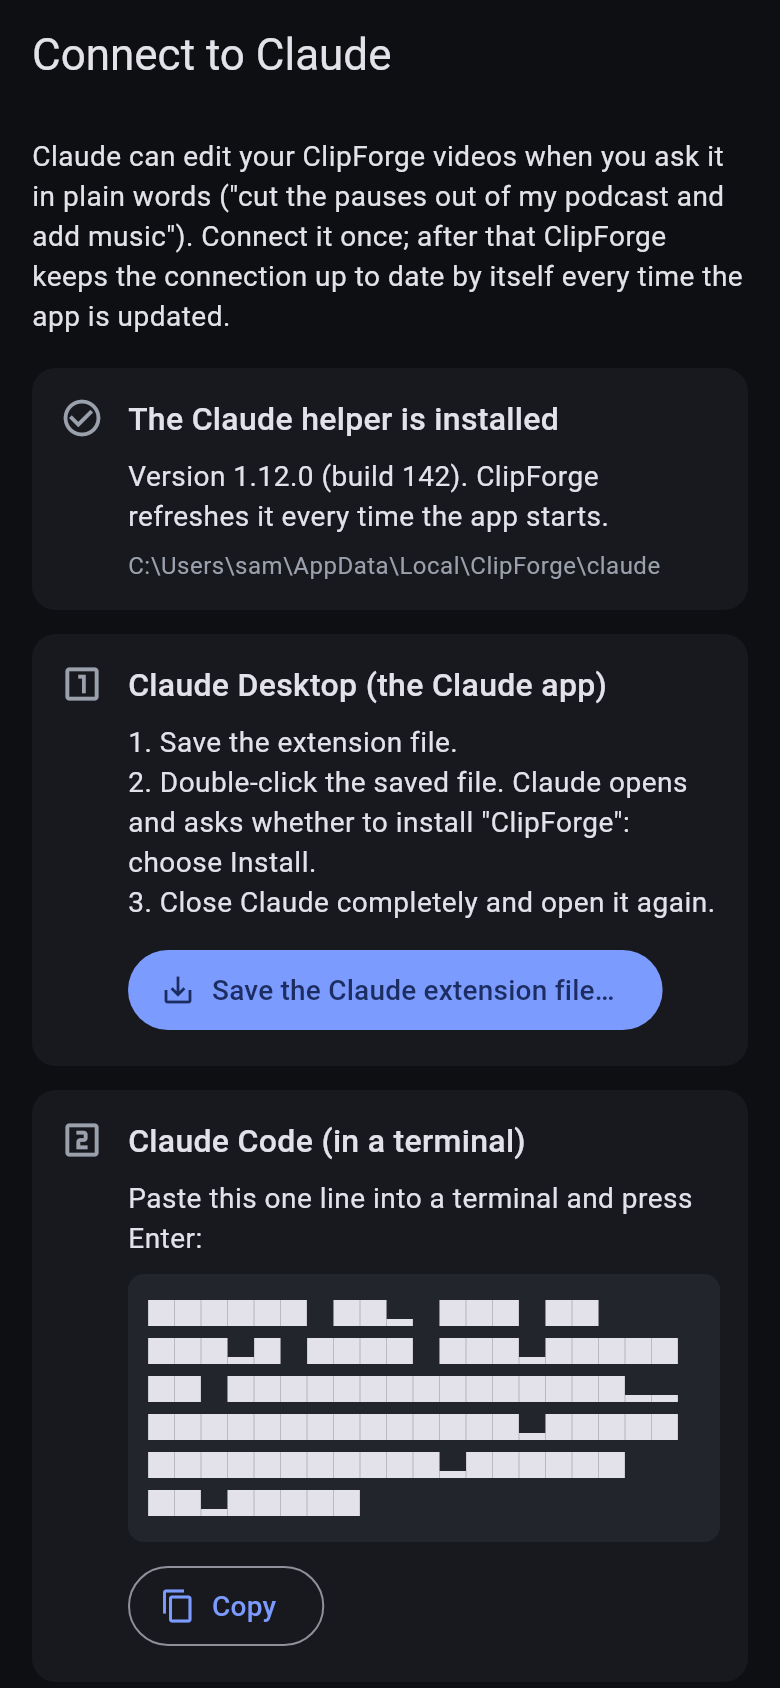 Connect to Claude
Claude can edit your ClipForge videos when you ask it
in plain words ("cut the pauses out of my podcast and
add music"). Connect it once; after that ClipForge
keeps the connection up to date by itself every time the
app is updated.
The Claude helper is installed
Version 1.12.0 (build 142). ClipForge
refreshes it every time the app starts.
C:\Users\sam\AppData\Local\ClipForge\claude
1
Claude Desktop (the Claude app)
1. Save the extension file.
2. Double-click the saved file. Claude opens
and asks whether to install "ClipForge":
choose Install.
3. Close Claude completely and open it again.
Save the Claude extension file…
2
Claude Code (in a terminal)
Paste this one line into a terminal and press
Enter:
Copy